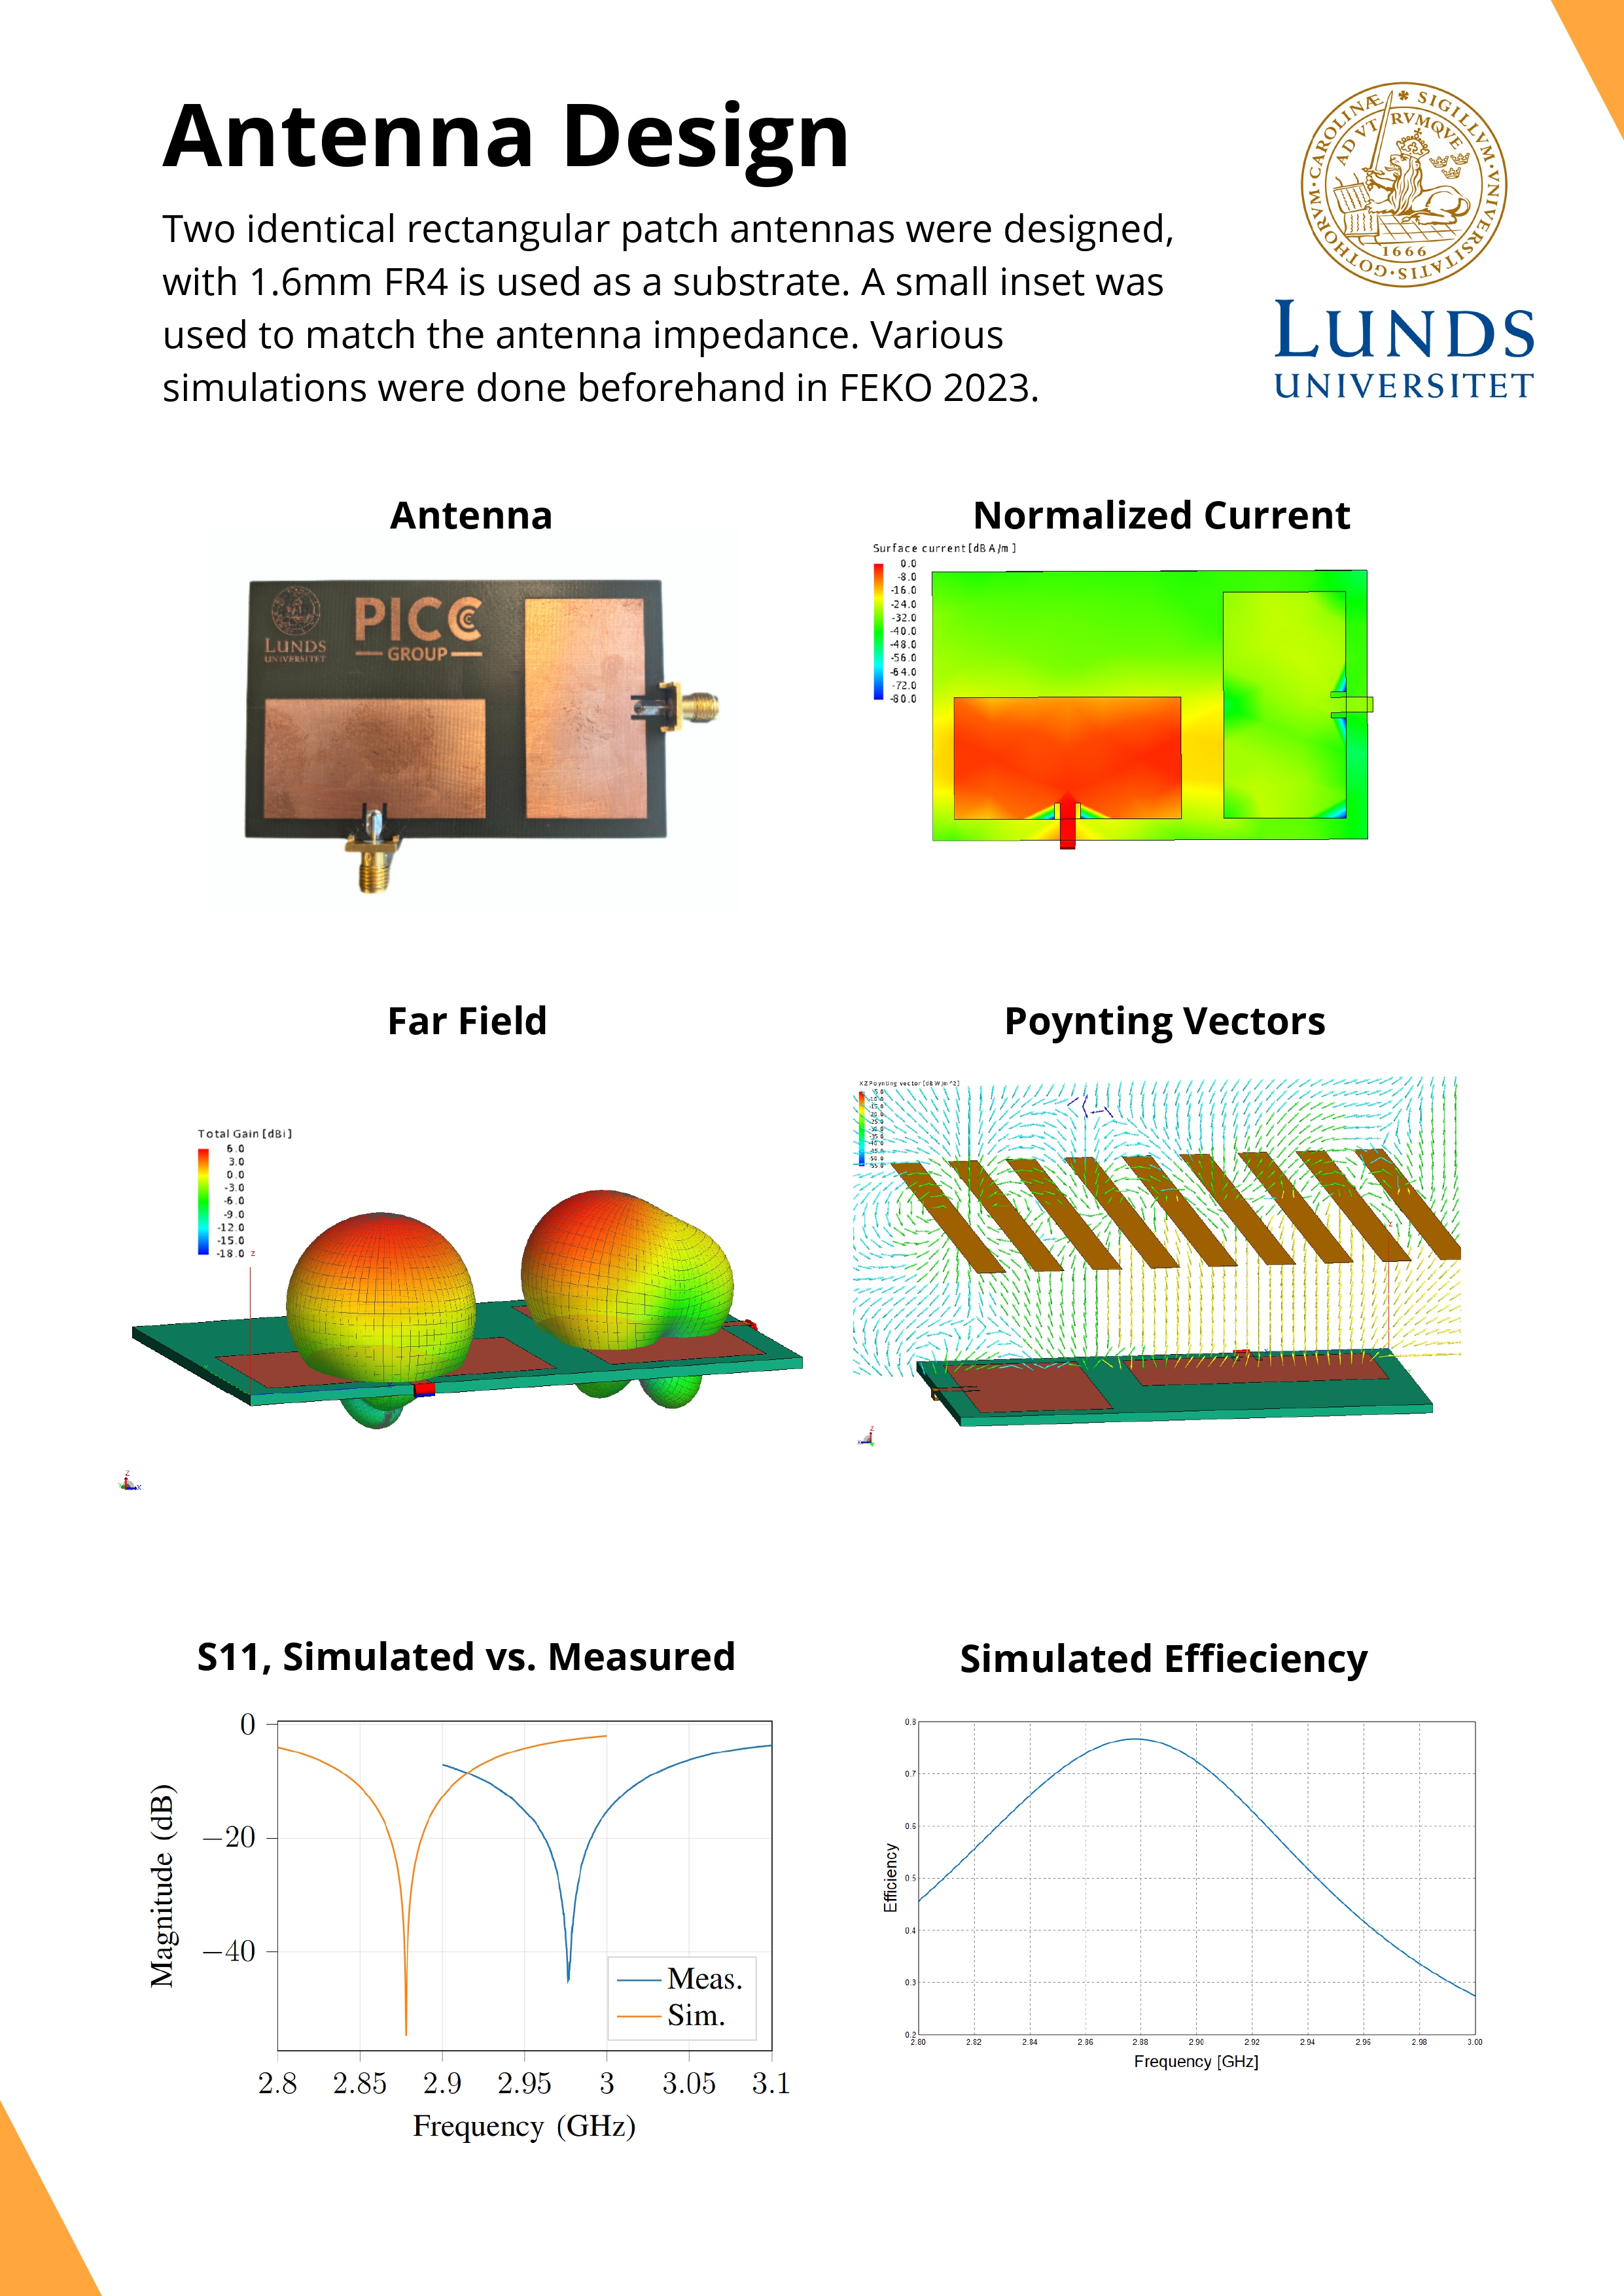 Antenna Design
Two identical rectangular patch antennas were designed,
with 1.6mm FR4 is used as a substrate. A small inset was
used to match the antenna impedance. Various
simulations were done beforehand in FEKO 2023.
SIGILLVM·VNIVERSITATIS·GOTHORVM·CAROLINÆ
AD VTRVMQVE
1666
LUNDS
UNIVERSITET
Antenna
LUNDS
UNIVERSITET
PICC
GROUP
Normalized Current
Surface current [dBA/m]
0.0
-8.0
-16.0
-24.0
-32.0
-40.0
-48.0
-56.0
-64.0
-72.0
-80.0
Far Field
Total Gain [dBi]
6.0
3.0
0.0
-3.0
-6.0
-9.0
-12.0
-15.0
-18.0
Z
Z
X
Poynting Vectors
XZ Poynting vector [dBW/m^2]
Z
X
S11, Simulated vs. Measured
0
−20
−40
Magnitude (dB)
Meas.
Sim.
2.8 2.85 2.9 2.95 3 3.05 3.1
Frequency (GHz)
Simulated Effieciency
0.8
0.7
0.6
0.5
0.4
0.3
0.2
Efficiency
2.80 2.82 2.84 2.86 2.88 2.90 2.92 2.94 2.96 2.98 3.00
Frequency [GHz]